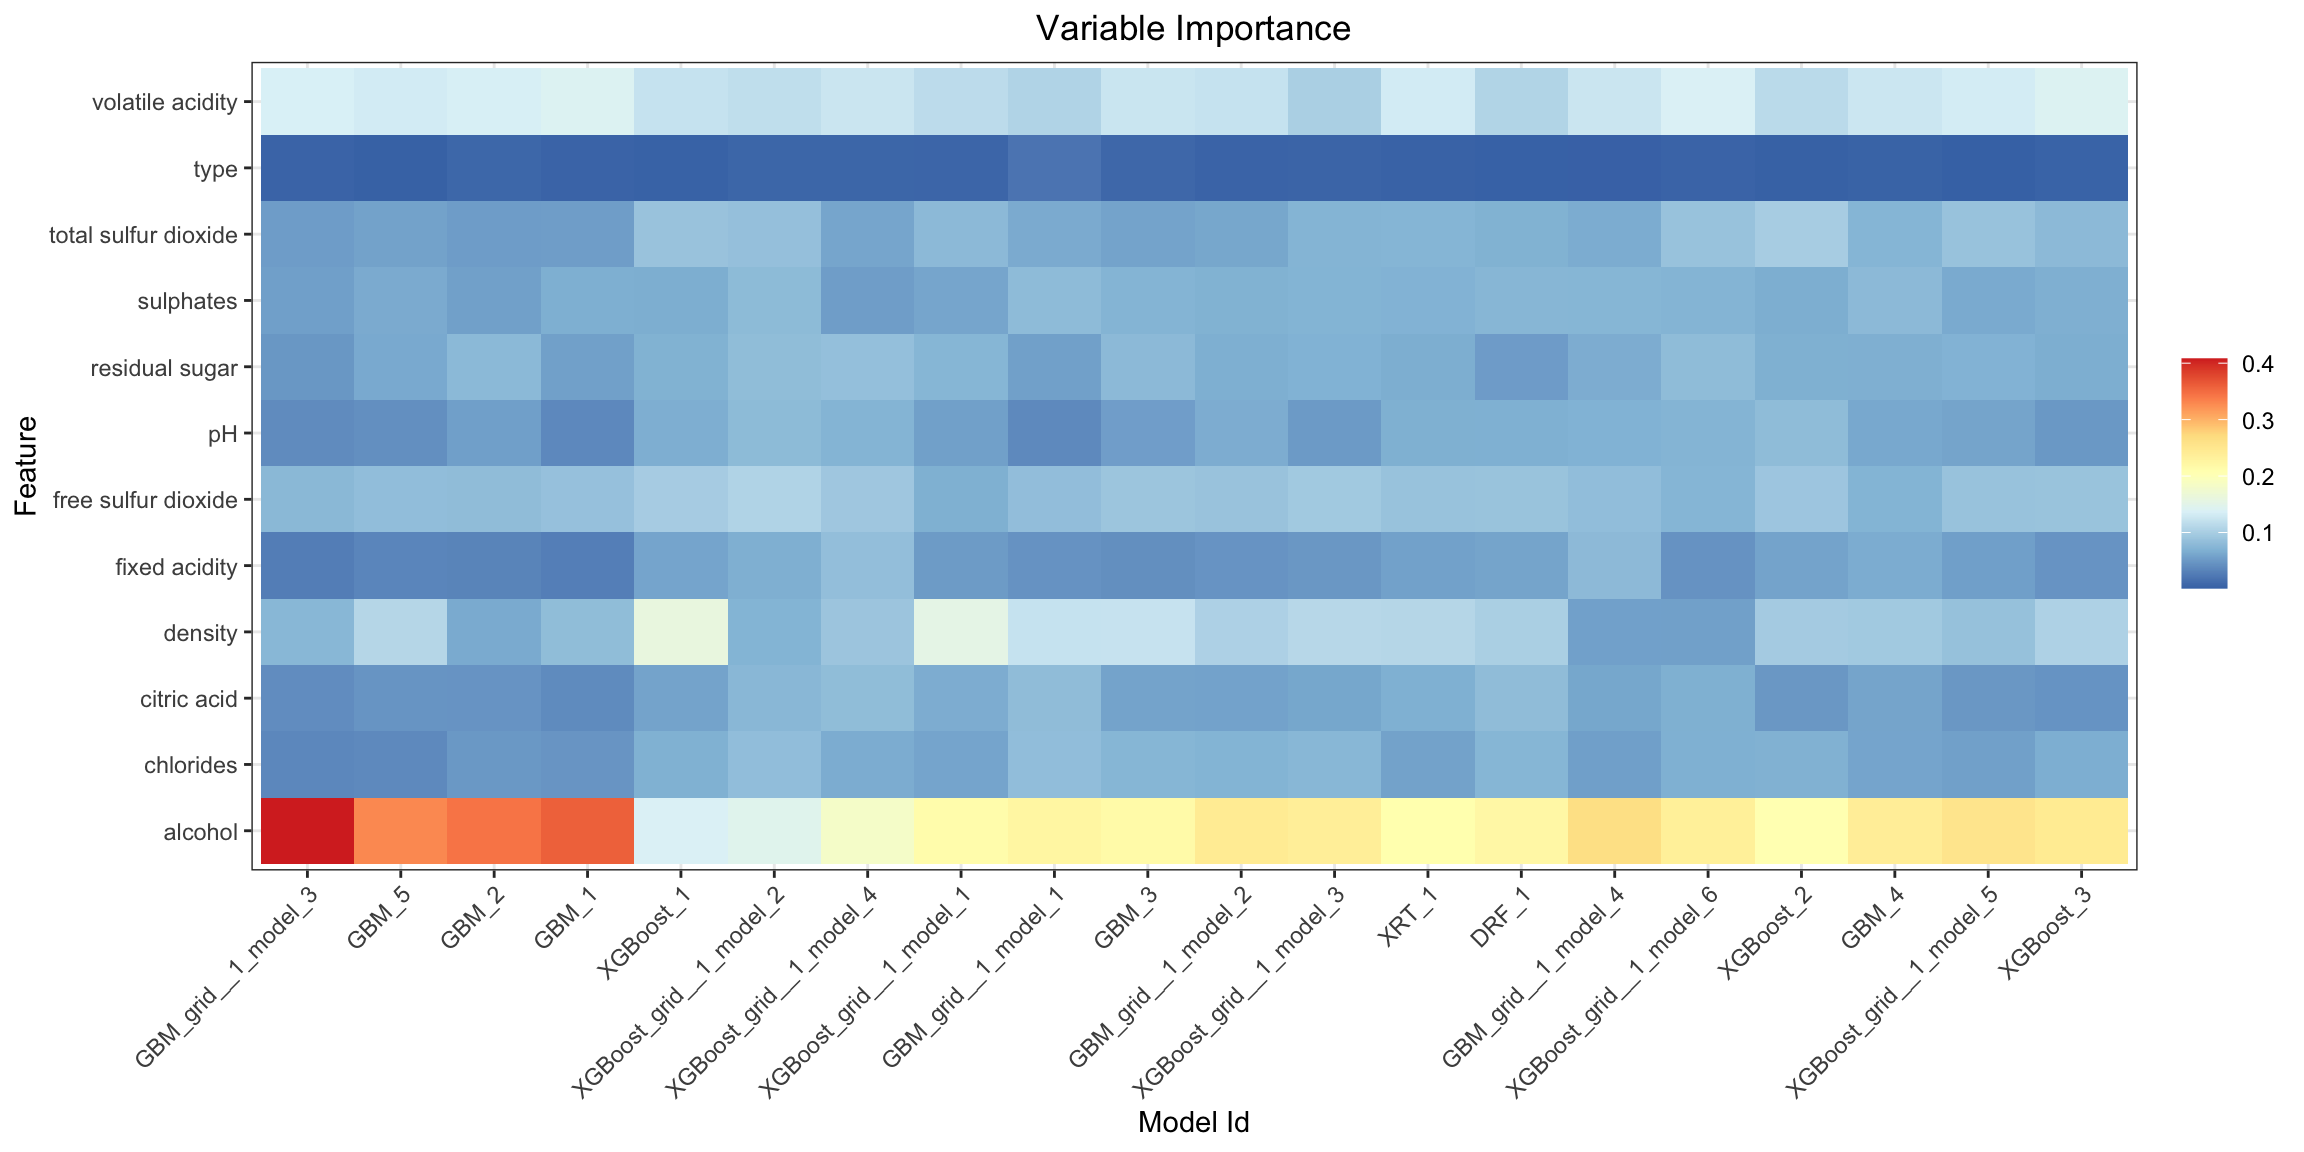 Variable Importance
Feature
volatile acidity
type
total sulfur dioxide
sulphates
residual sugar
pH
free sulfur dioxide
fixed acidity
density
citric acid
chlorides
alcohol
0.4
0.3
0.2
0.1
GBM_grid__1_model_3
GBM_5
GBM_2
GBM_1
XGBoost_1
XGBoost_grid__1_model_2
XGBoost_grid__1_model_4
XGBoost_grid__1_model_1
GBM_grid__1_model_1
GBM_3
GBM_grid__1_model_2
XGBoost_grid__1_model_3
XRT_1
DRF_1
GBM_grid__1_model_4
XGBoost_grid__1_model_6
XGBoost_2
GBM_4
XGBoost_grid__1_model_5
XGBoost_3
Model Id